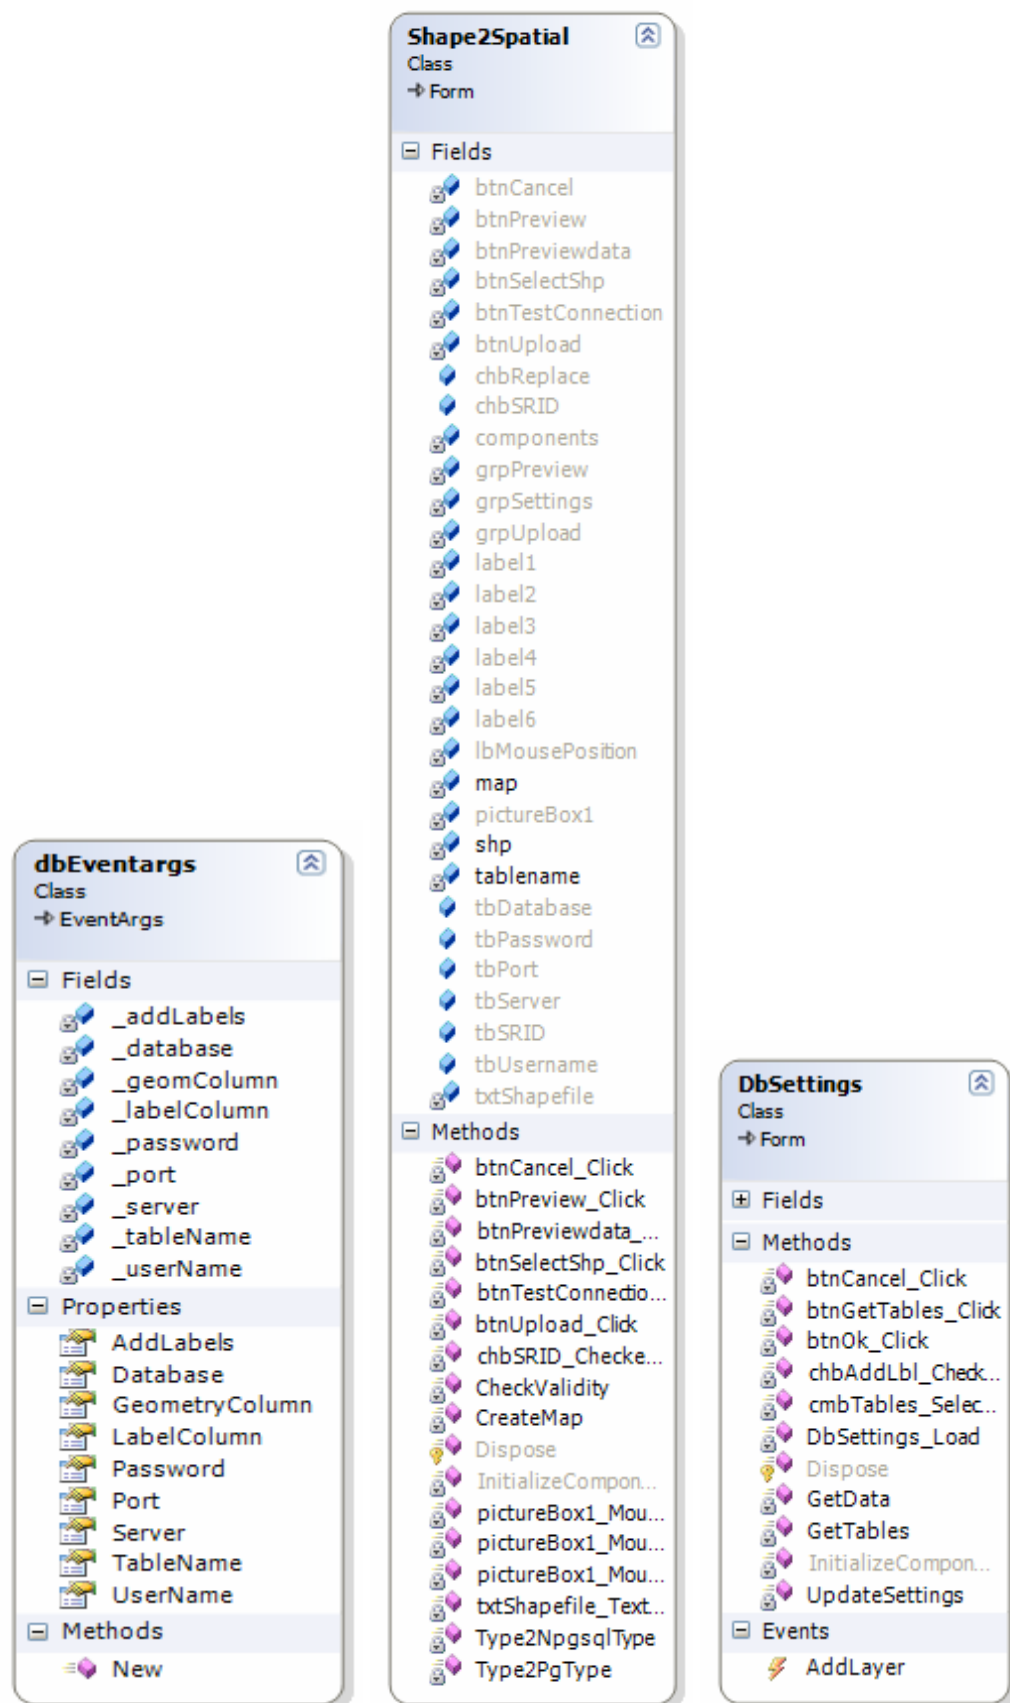 Shape2Spatial
Class
Form
Fields
btnCancel
btnPreview
btnPreviewdata
btnSelectShp
btnTestConnection
btnUpload
chbReplace
chbSRID
components
grpPreview
grpSettings
grpUpload
label1
label2
label3
label4
label5
label6
lbMousePosition
map
pictureBox1
shp
tablename
tbDatabase
tbPassword
tbPort
tbServer
tbSRID
tbUsername
txtShapefile
Methods
btnCancel_Click
btnPreview_Click
btnPreviewdata_...
btnSelectShp_Click
btnTestConnectio...
btnUpload_Click
chbSRID_Checke...
CheckValidity
CreateMap
Dispose
InitializeCompon...
pictureBox1_Mou...
pictureBox1_Mou...
pictureBox1_Mou...
txtShapefile_Text...
Type2NpgsqlType
Type2PgType
dbEventargs
Class
EventArgs
Fields
_addLabels
_database
_geomColumn
_labelColumn
_password
_port
_server
_tableName
_userName
Properties
AddLabels
Database
GeometryColumn
LabelColumn
Password
Port
Server
TableName
UserName
Methods
New
DbSettings
Class
Form
Fields
Methods
btnCancel_Click
btnGetTables_Click
btnOk_Click
chbAddLbl_Check...
cmbTables_Selec...
DbSettings_Load
Dispose
GetData
GetTables
InitializeCompon...
UpdateSettings
Events
AddLayer